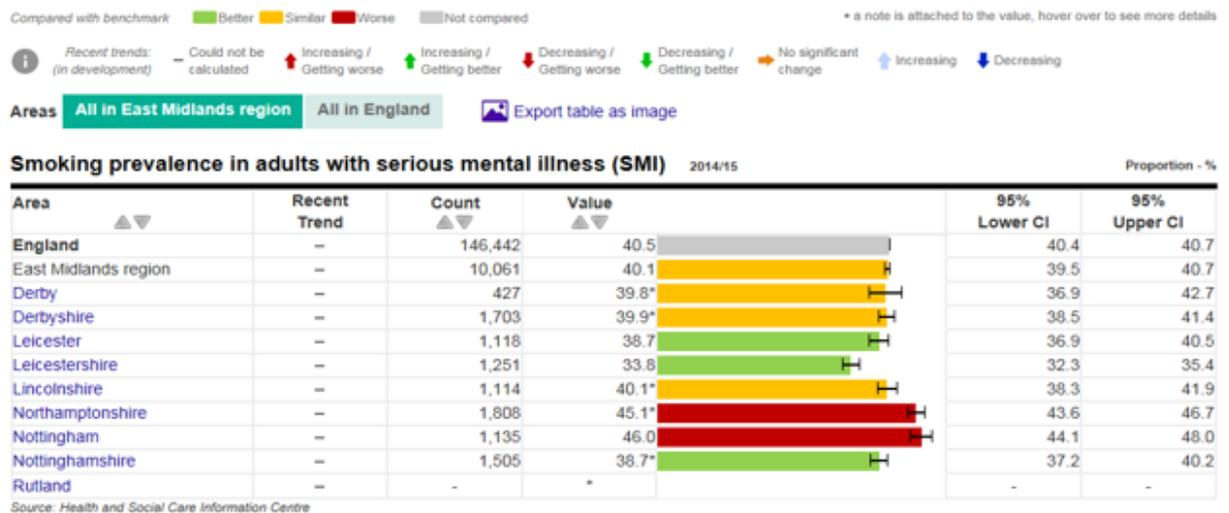 Compared with benchmark Better Similar Worse Not compared * a note is attached to the value, hover over to see more details
Recent trends: — Could not be Increasing / Increasing / Decreasing / Decreasing / No significant Increasing Decreasing
(in development) calculated Getting worse Getting better Getting worse Getting better change
Areas All in East Midlands region All in England Export table as image
Smoking prevalence in adults with serious mental illness (SMI) 2014/15 Proportion - %
Area Recent Count Value 95% 95%
Trend Lower CI Upper CI
England – 146,442 40.5 40.4 40.7
East Midlands region – 10,061 40.1 39.5 40.7
Derby – 427 39.8* 36.9 42.7
Derbyshire – 1,703 39.9* 38.5 41.4
Leicester – 1,118 38.7 36.9 40.5
Leicestershire – 1,251 33.8 32.3 35.4
Lincolnshire – 1,114 40.1* 38.3 41.9
Northamptonshire – 1,808 45.1* 43.6 46.7
Nottingham – 1,135 46.0 44.1 48.0
Nottinghamshire – 1,505 38.7* 37.2 40.2
Rutland – - * - -
Source: Health and Social Care Information Centre